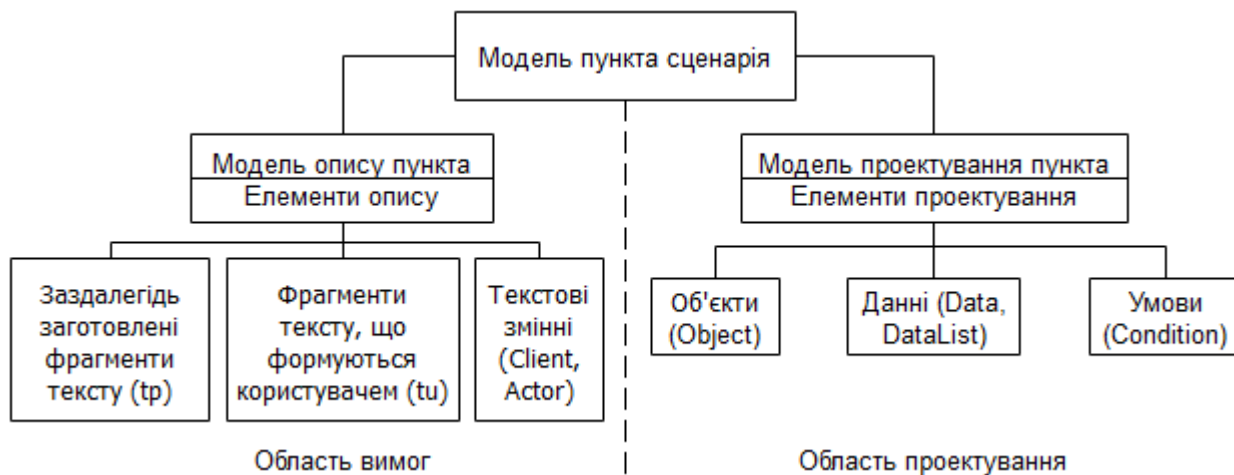 Модель пункта сценарія
Модель опису пункта
Елементи опису
Модель проектування пункта
Елементи проектування
Заздалегідь
заготовлені
фрагменти
тексту (tp)
Фрагменти
тексту, що
формуються
користувачем (tu)
Текстові
змінні
(Client,
Actor)
Об'єкти
(Object)
Данні (Data,
DataList)
Умови
(Condition)
Область вимог
Область проектування